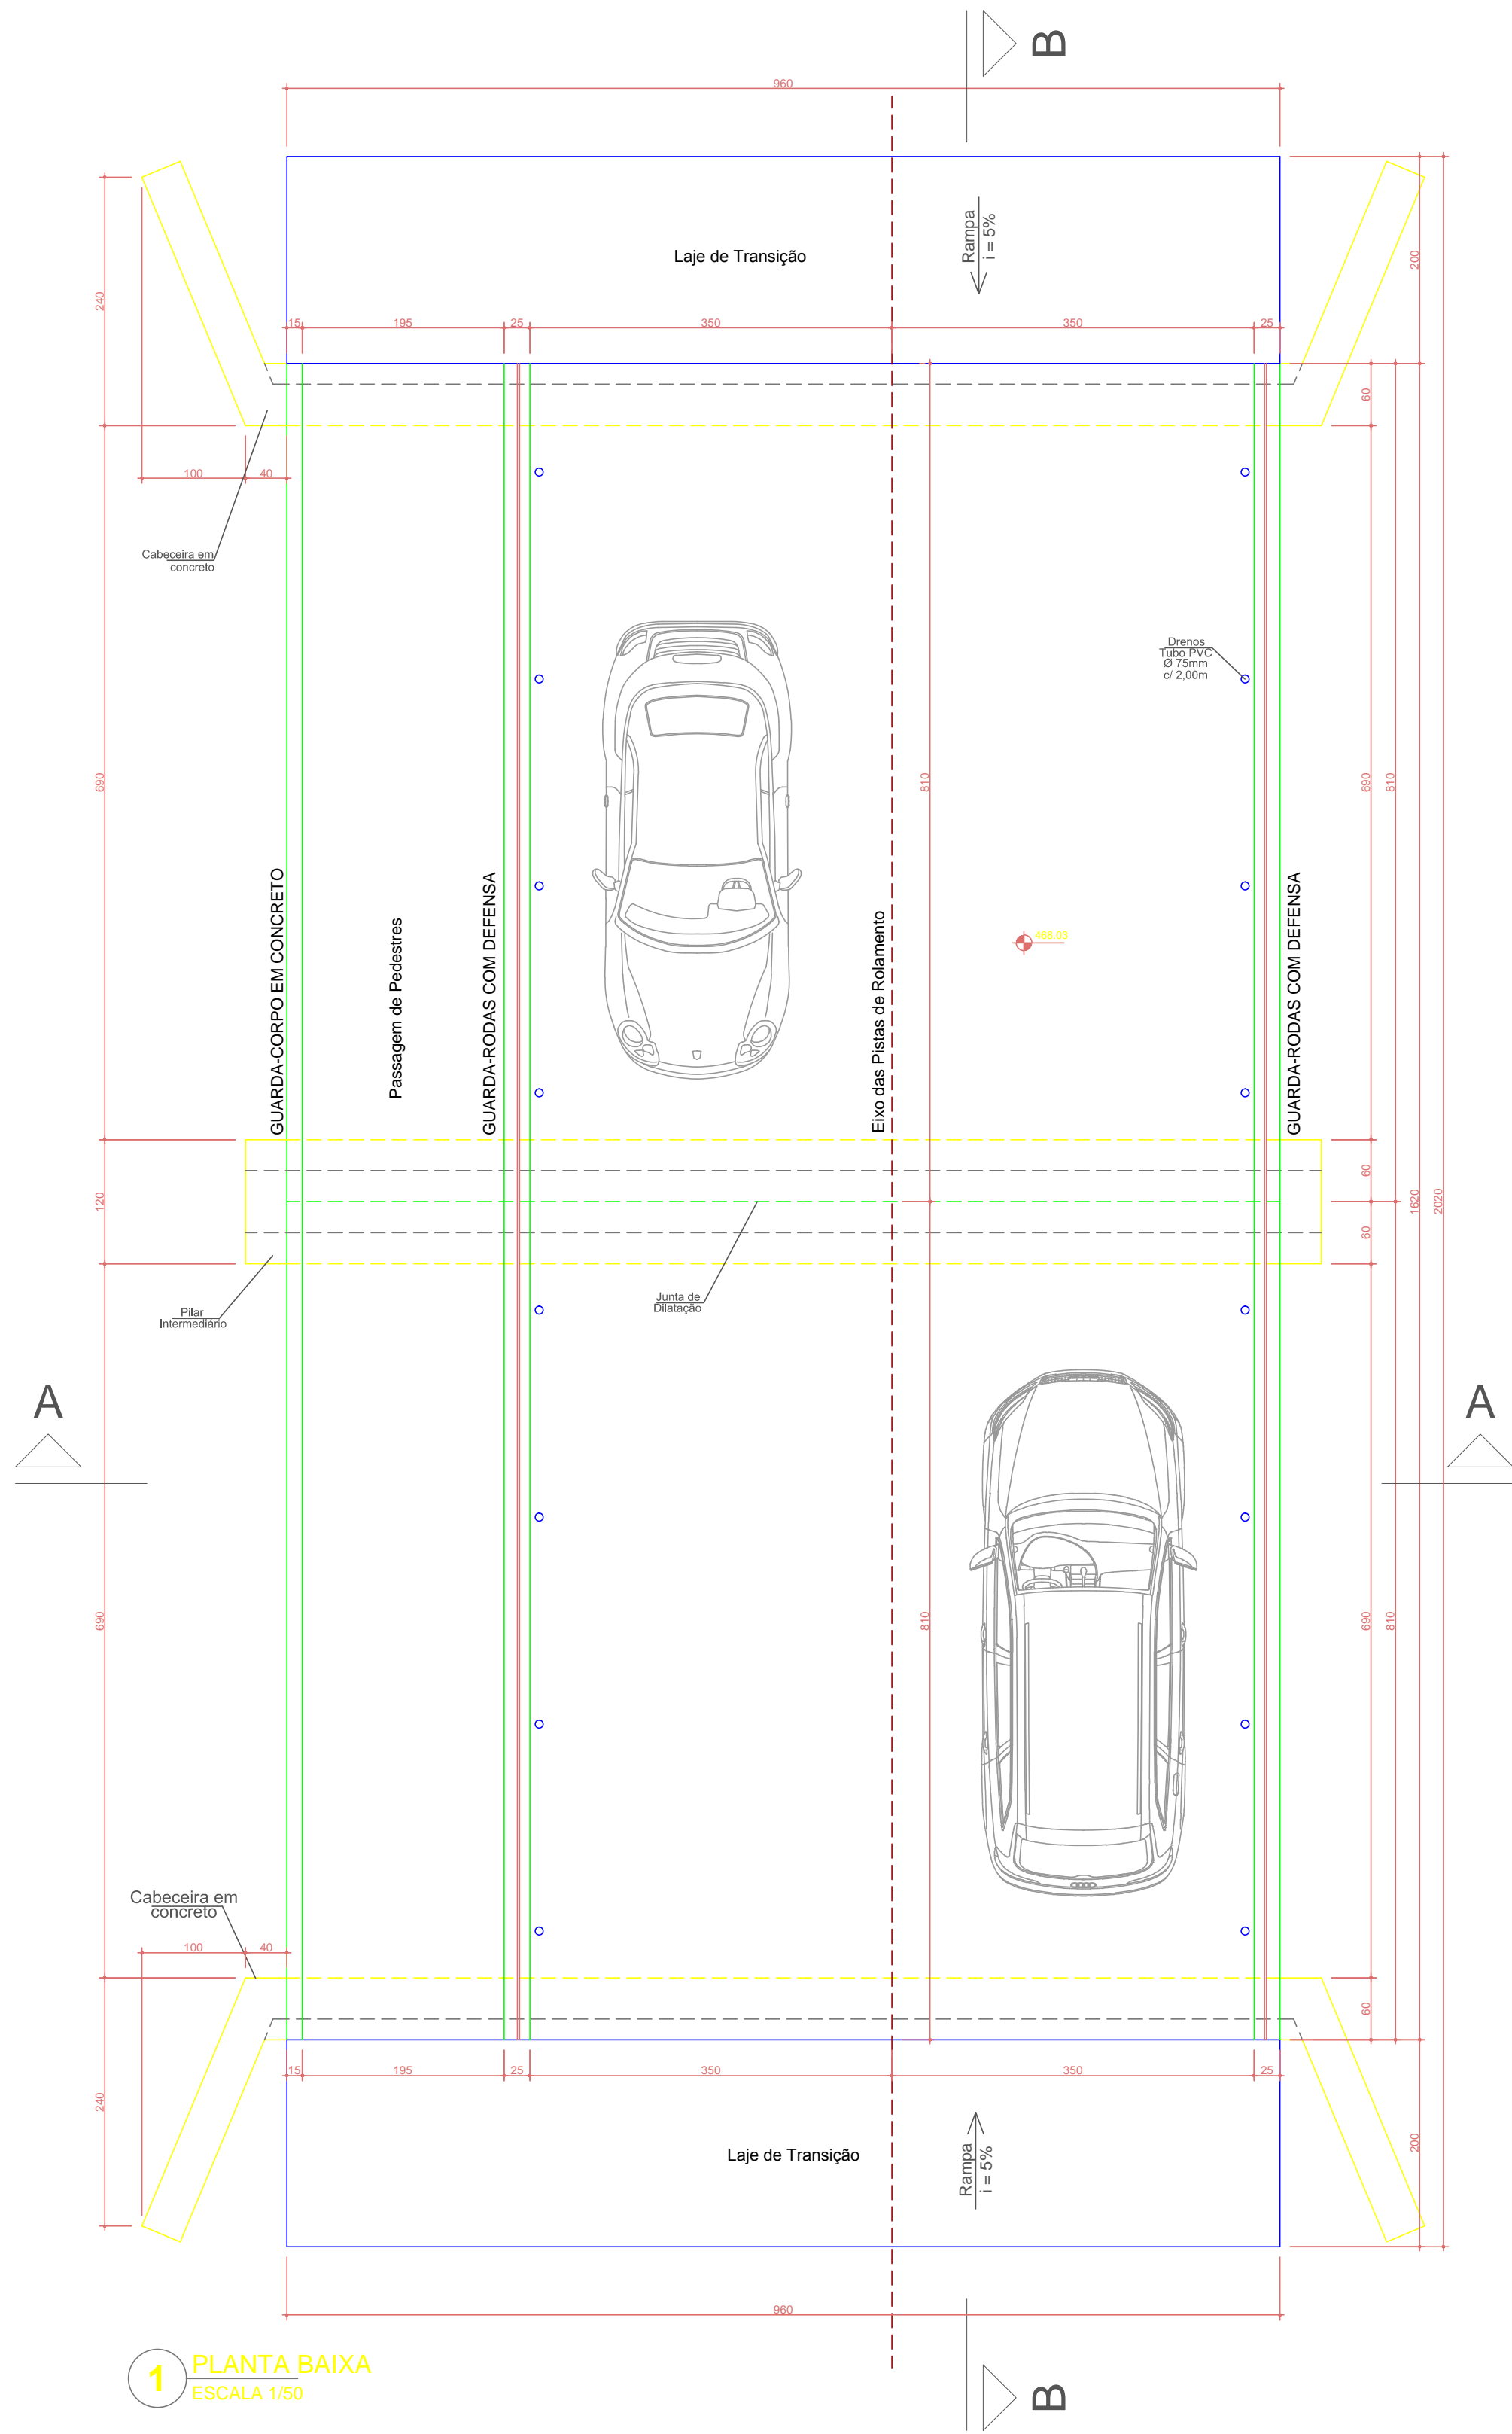 B
960
Laje de Transição
Rampa
i = 5%
200
240
15
195
25
350
350
25
60
100
40
Cabeceira em
concreto
Drenos
Tubo PVC
Ø 75mm
c/ 2,00m
690
810
690
810
GUARDA-CORPO EM CONCRETO
Passagem de Pedestres
GUARDA-RODAS COM DEFENSA
Eixo das Pistas de Rolamento
468.03
GUARDA-RODAS COM DEFENSA
120
60
60
1620
2020
Pilar
Intermediário
Junta de
Dilatação
A
A
690
810
690
810
Cabeceira em
concreto
100
40
60
240
15
195
25
350
350
25
Laje de Transição
Rampa
i = 5%
200
960
1
PLANTA BAIXA
ESCALA 1/50
B